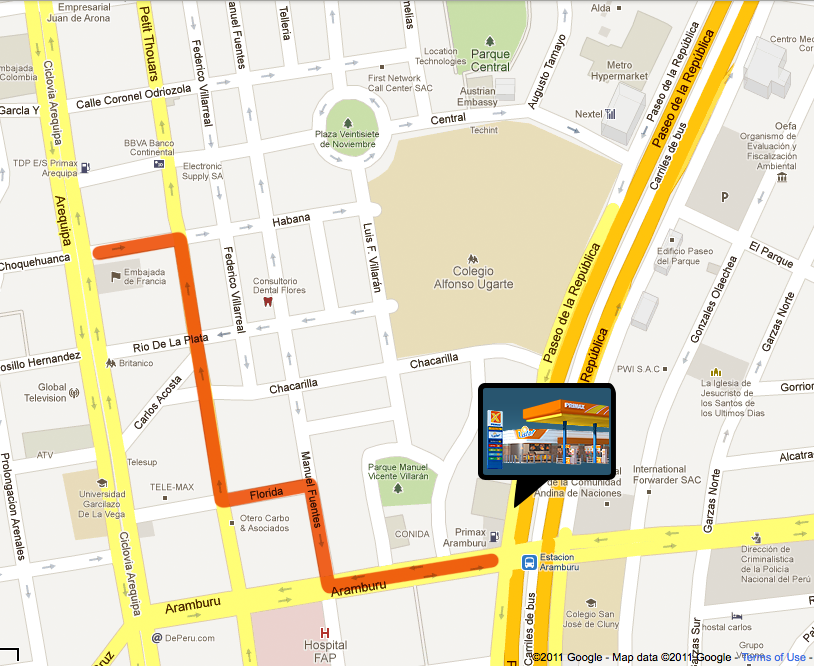 Empresarial
Juan de Arona
Petit Thouars
Manuel Fuentes
Telleria
Alda
Parque
Central
Location
Technologies
Metro
Hypermarket
Augusto Tamayo
Paseo de la República
Paseo de la República
Centro Med
Embajada
Colombia
Ciclovia Arequipa
Federico Villarreal
First Network
Call Center SAC
Austrian
Embassy
Garcla Y
Calle Coronel Odriozola
Nextel
Central
Techint
Plaza Veintisiete
de Noviembre
Carriles de bus
Oefa
Organismo de
Evaluación y
Fiscalización
Ambiental
BBVA Banco
Continental
TDP E/S Primax
Arequipa
Electronic
Supply SA
P
Arequipa
Habana
Luis F. Villarán
Choquehuanca
Federico Villarreal
Embajada
de Francia
Consultorio
Dental Flores
Colegio
Alfonso Ugarte
Paseo de la República
Edificio Paseo
del Parque
El Parque
Gonzales Olaechea
Garzas Norte
Rio De La Plata
República
osillo Hernandez
Britanico
Chacarilla
Chacarilla
PWI S.A.C
La Iglesia de
Jesucristo de
los Santos de
los Ultimos Dias
Gorrion
Global
Television
Carlos Acosta
PRIMAX
ATV
Telesup
Manuel Fuentes
Parque Manuel
Vicente Villarán
Alcatra
Prolongacion Arenales
TELE-MAX
Florida
de la Comunidad
Andina de Naciones
International
Forwarder SAC
Garzas Norte
Universidad
Garcilazo
De La Vega
Otero Carbo
& Asociados
CONIDA
Primax
Aramburu
Ciclovia Arequipa
Estacion
Aramburu
Dirección de
Criminalística
de la Policia
Nacional del Perú
Aramburu
Aramburu
Carriles de bus
Colegio San
José de Cluny
hostal carlos
Garzas Sur
@ DePeru.com
H
Hospital
FAP
Grupo
©2011 Google - Map data ©2011 Google - Terms of Use